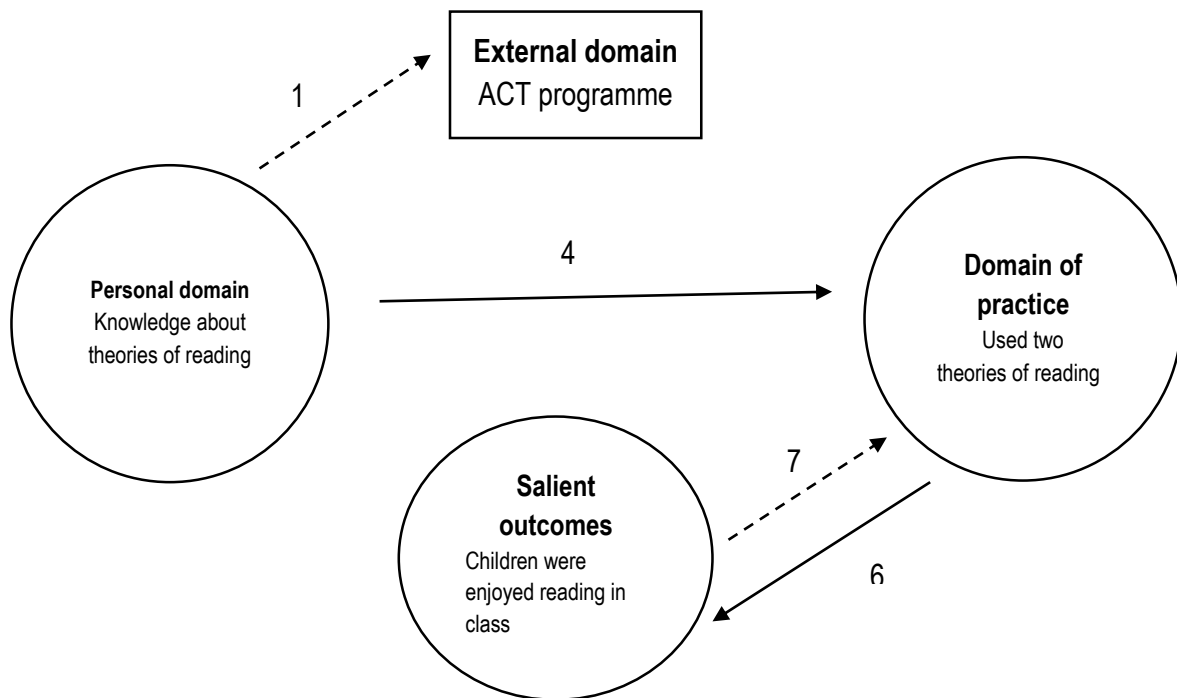 External domain
ACT programme
1
Personal domain
Knowledge about
theories of reading
4
Domain of
practice
Used two
theories of reading
Salient
outcomes
Children were
enjoyed reading in
class
7
6